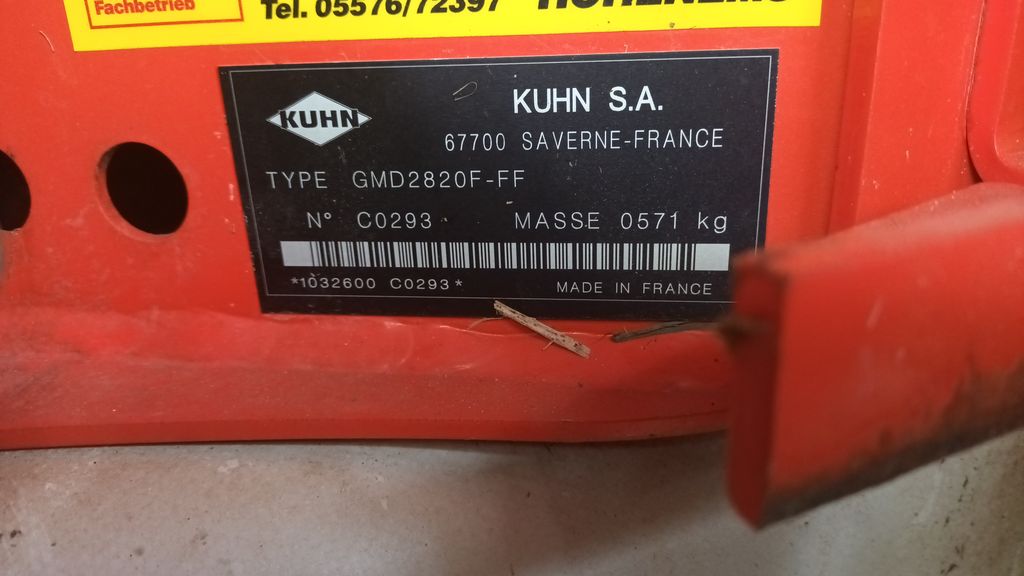 Fachbetrieb
Tel. 05576/72397 HOHENEMS
KUHN
KUHN S.A.
67700 SAVERNE-FRANCE
TYPE GMD2820F-FF
N° C0293 MASSE 0571 kg
*1032600 C0293*
MADE IN FRANCE